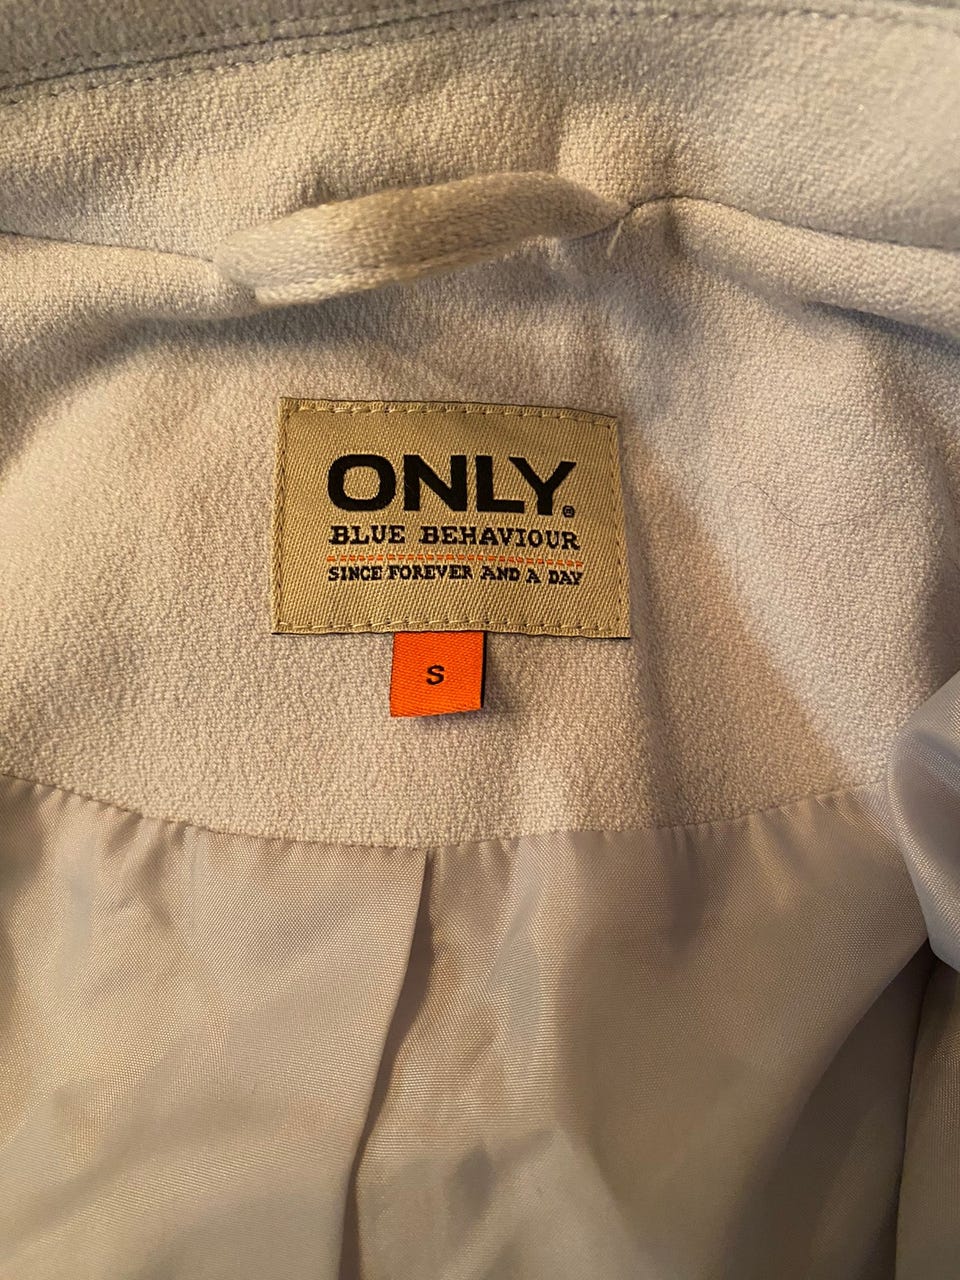 ONLY.®
BLUE BEHAVIOUR
SINCE FOREVER AND A DAY
S